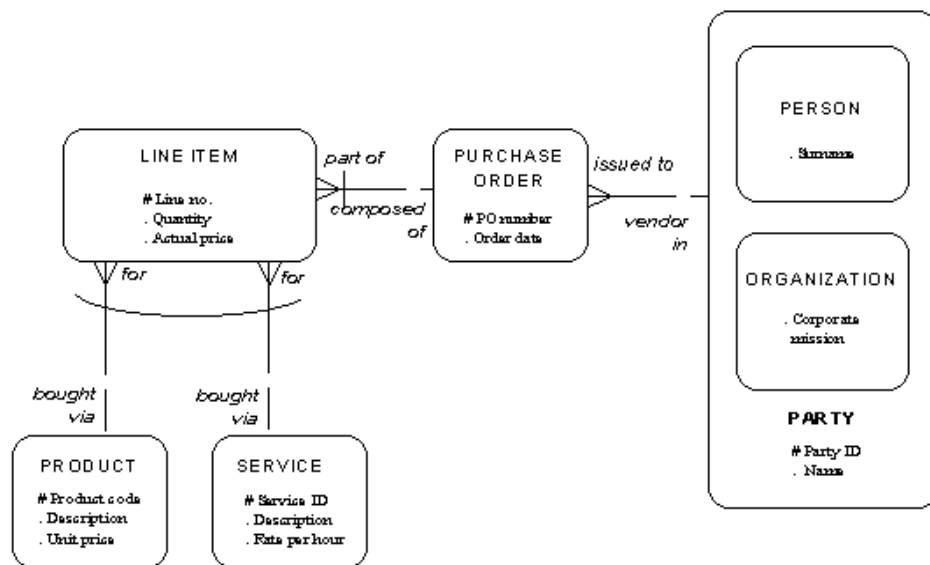 PERSON
. Surname
LINE ITEM
# Line no.
. Quantity
. Actual price
part of
composed
of
PURCHASE
ORDER
# PO number
. Order date
issued to
vendor
in
ORGANIZATION
. Corporate
mission
for
for
PARTY
# Party ID
. Name
bought
via
bought
via
PRODUCT
# Product code
. Description
. Unit price
SERVICE
# Service ID
. Description
. Rate per hour